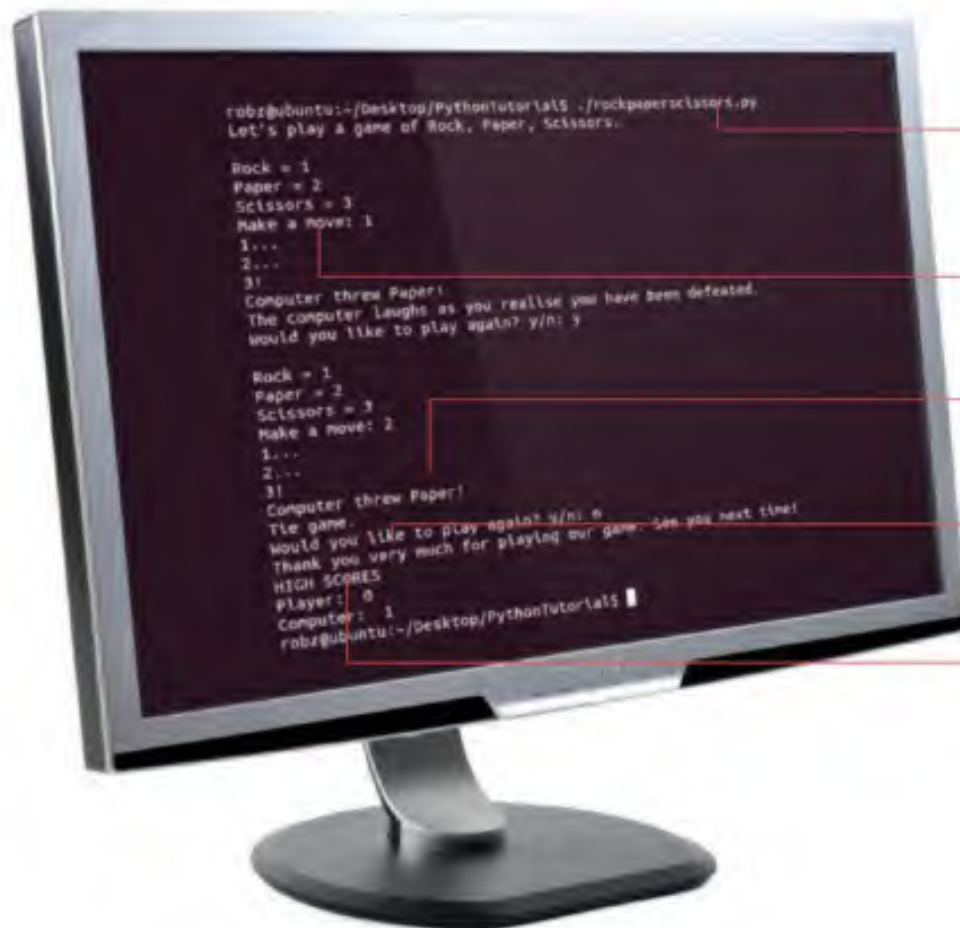 robz@ubuntu:~/Desktop/PythonTutorial$ ./rockpaperscissors.py
Let's play a game of Rock, Paper, Scissors.
Rock = 1
Paper = 2
Scissors = 3
Make a move: 1
1...
2...
3!
Computer threw Paper!
The computer laughs as you realise you have been defeated.
Would you like to play again? y/n: y
Rock = 1
Paper = 2
Scissors = 3
Make a move: 2
1...
2...
3!
Computer threw Paper!
Tie game.
Would you like to play again? y/n: n
Thank you very much for playing our game. See you next time!
HIGH SCORES
Player: 0
Computer: 1
robz@ubuntu:~/Desktop/PythonTutorial$